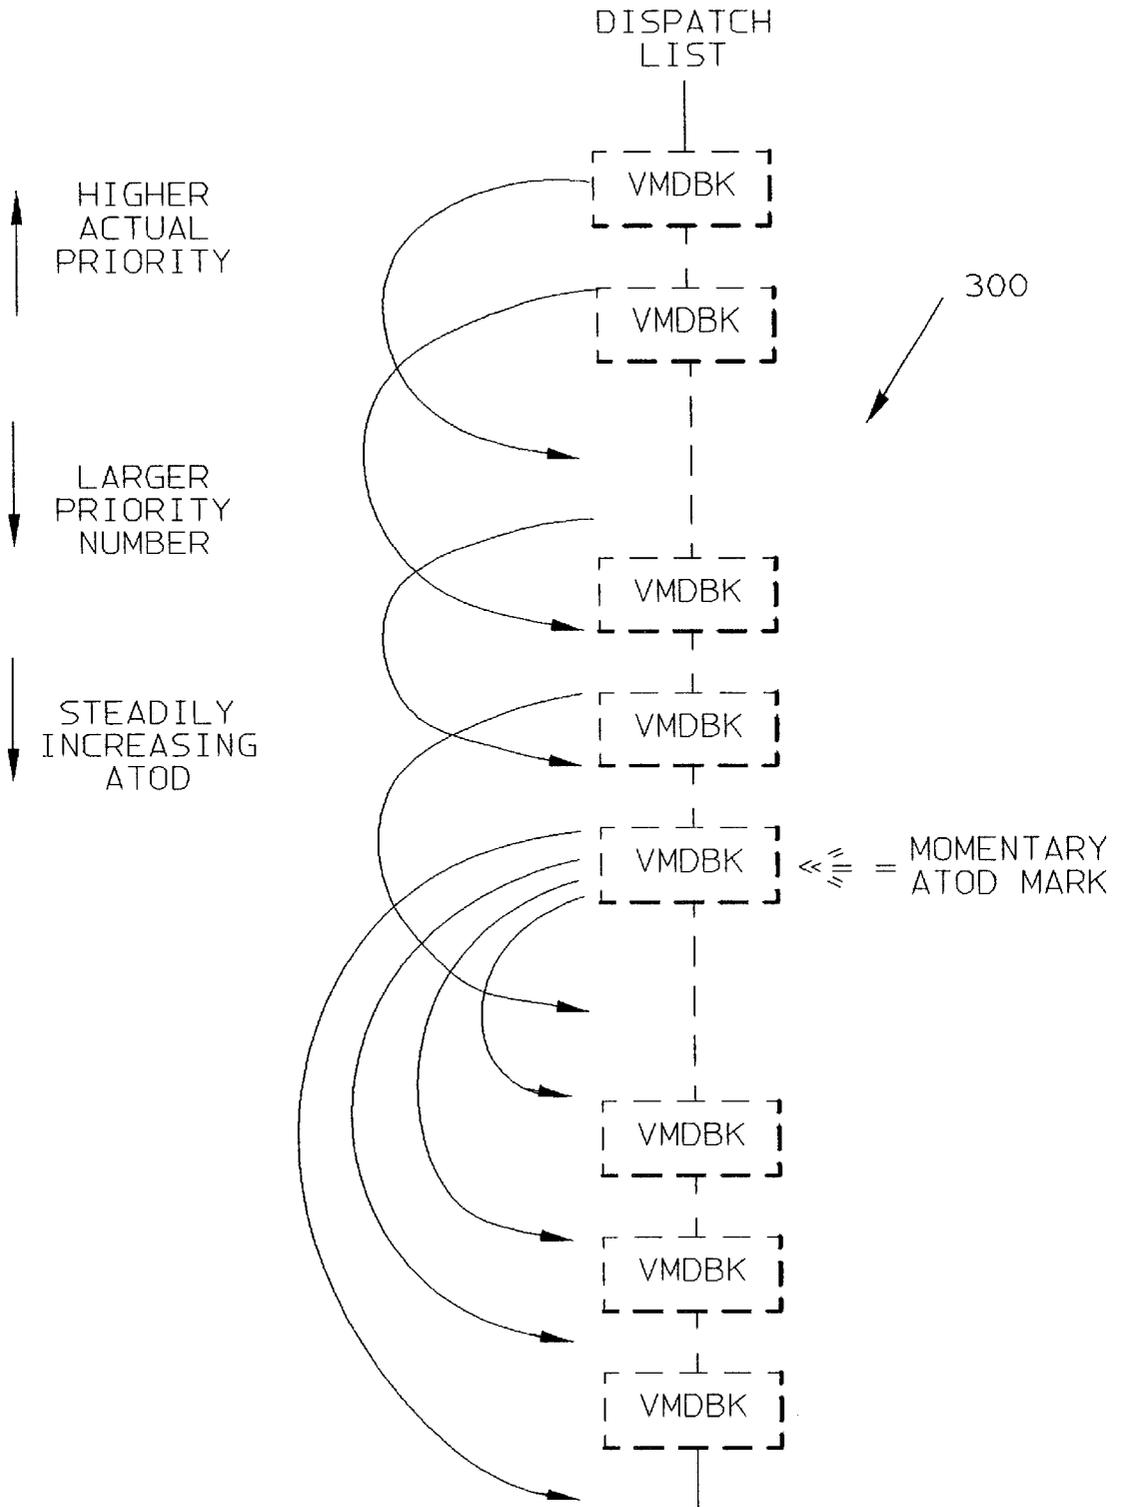 DISPATCH
LIST
VMDBK
HIGHER
ACTUAL
PRIORITY
300
VMDBK
LARGER
PRIORITY
NUMBER
VMDBK
STEADILY
INCREASING
ATOD
VMDBK
VMDBK
« = MOMENTARY
ATOD MARK
VMDBK
VMDBK
VMDBK